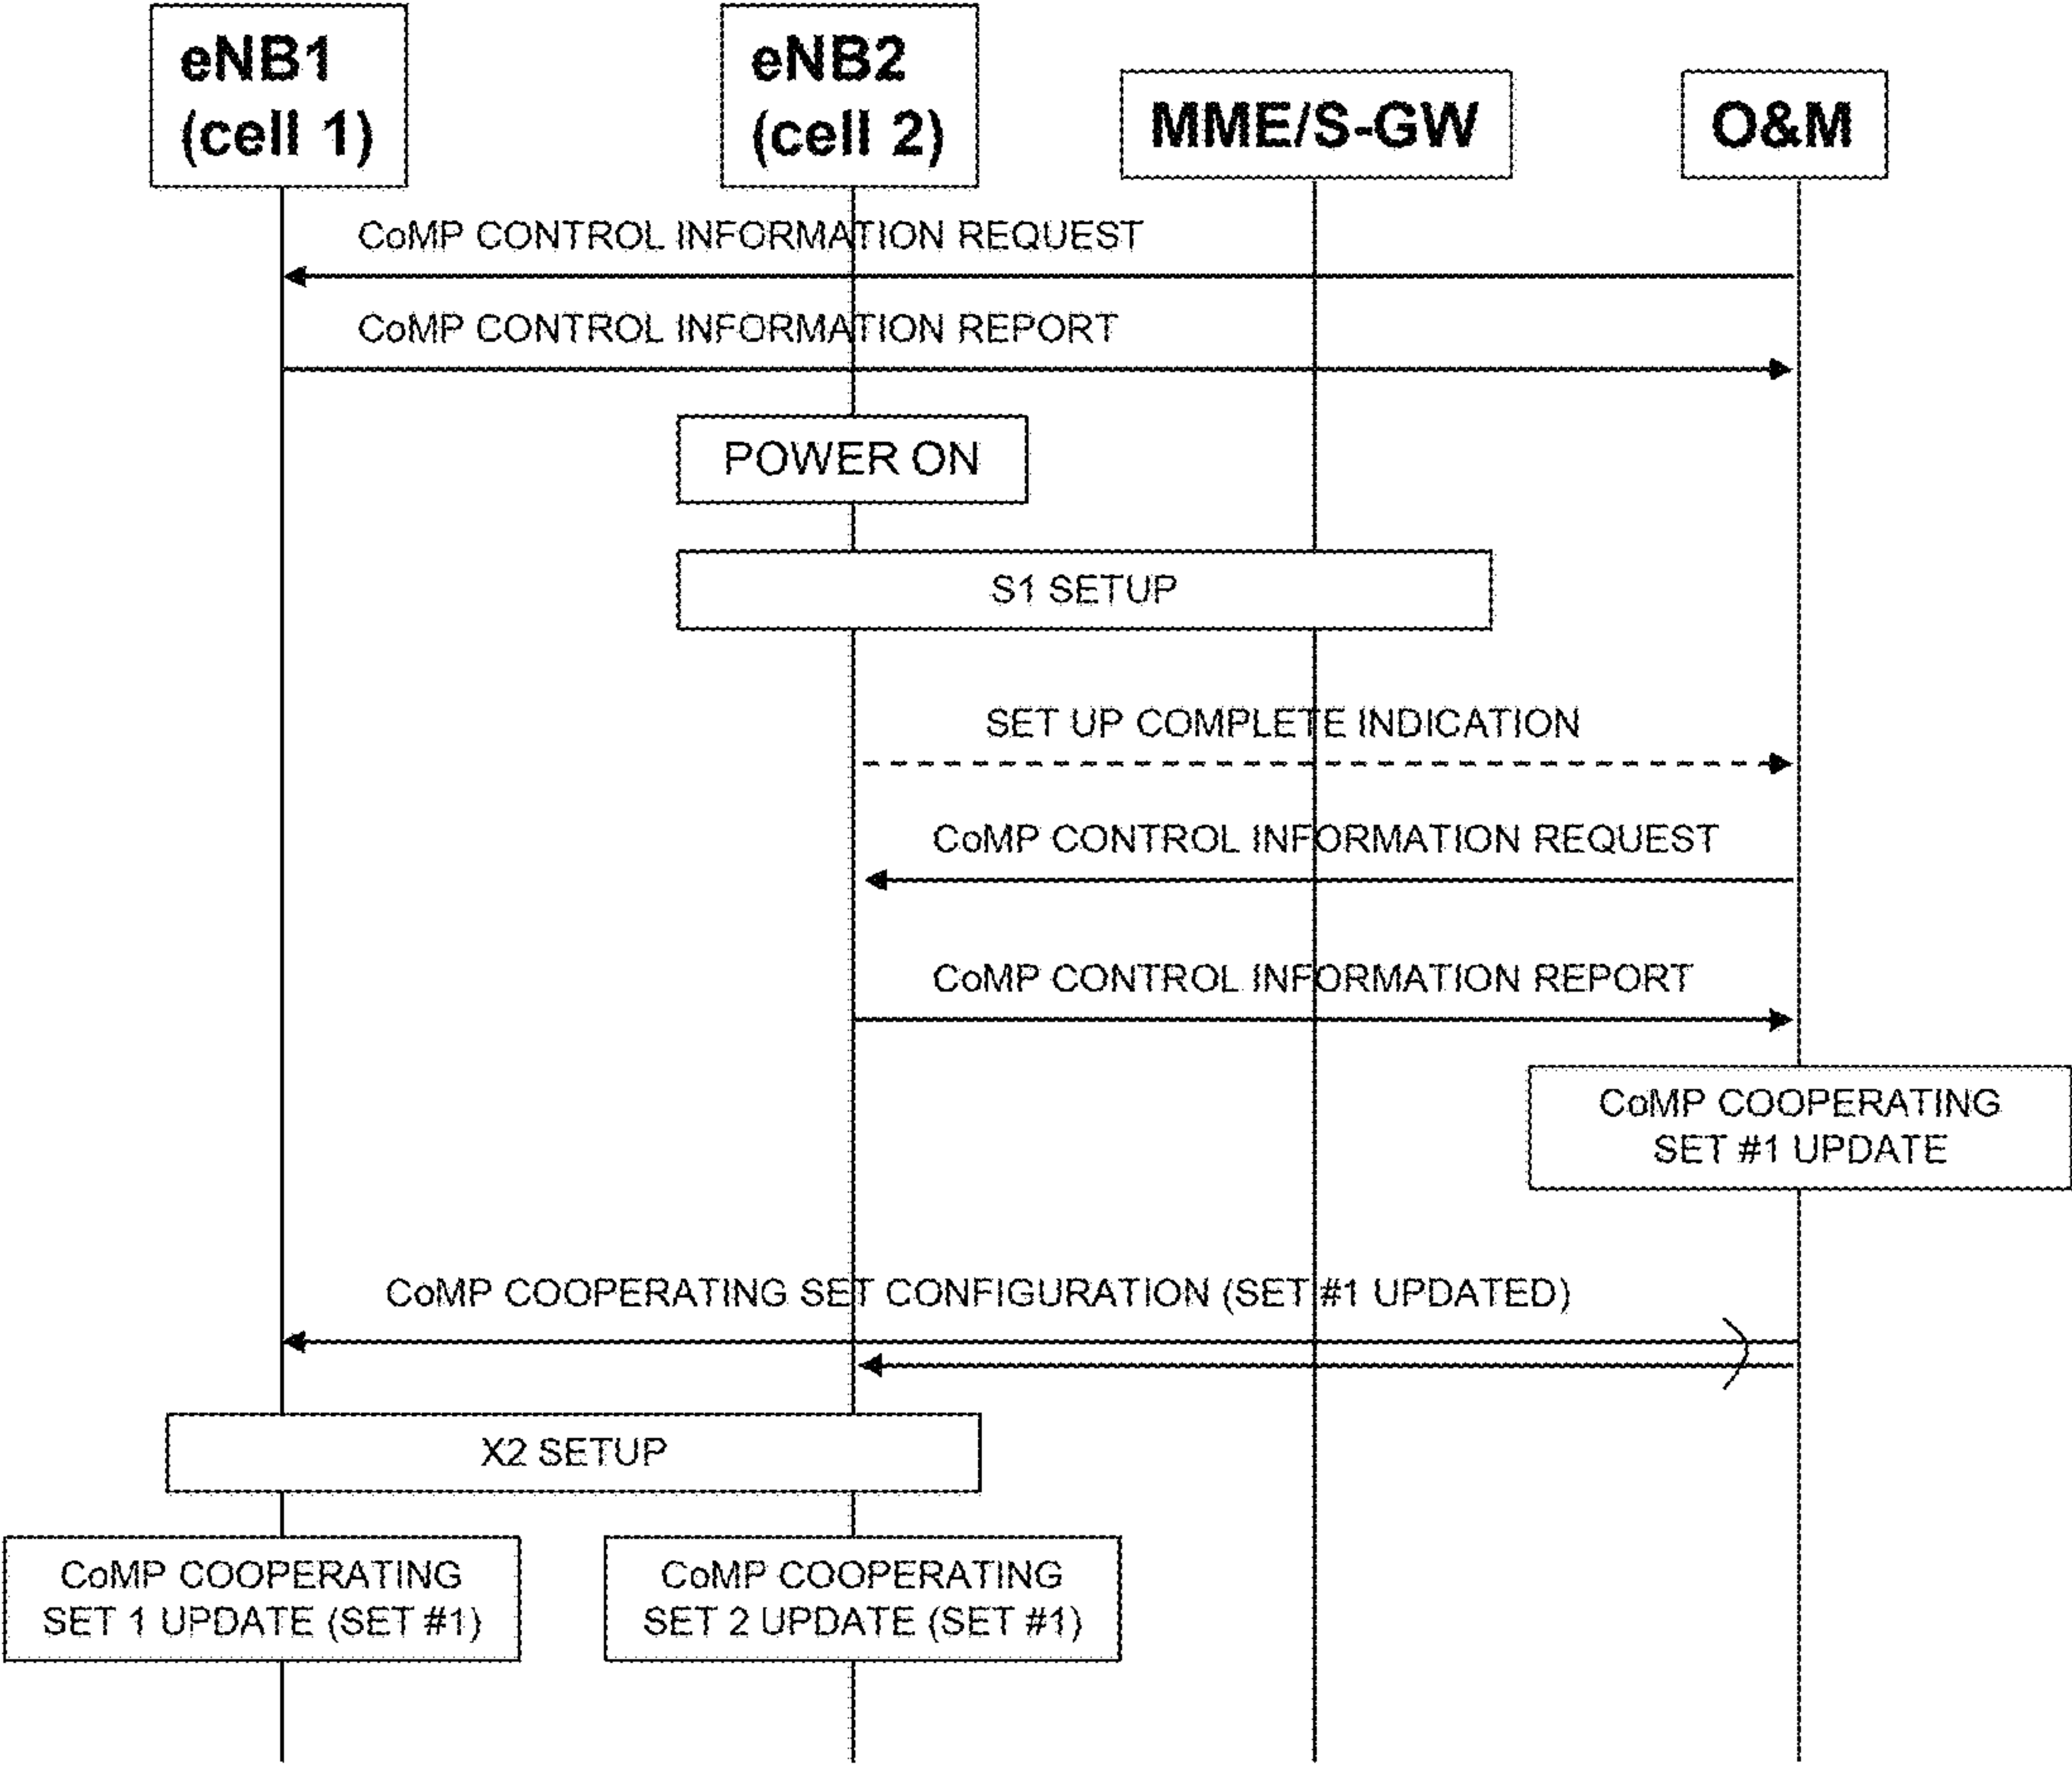 eNB1
(cell 1)
eNB2
(cell 2)
MME/S-GW
O&M
CoMP CONTROL INFORMATION REQUEST
CoMP CONTROL INFORMATION REPORT
POWER ON
S1 SETUP
SET UP COMPLETE INDICATION
CoMP CONTROL INFORMATION REQUEST
CoMP CONTROL INFORMATION REPORT
CoMP COOPERATING
SET #1 UPDATE
CoMP COOPERATING SET CONFIGURATION (SET #1 UPDATED)
X2 SETUP
CoMP COOPERATING
SET 1 UPDATE (SET #1)
CoMP COOPERATING
SET 2 UPDATE (SET #1)